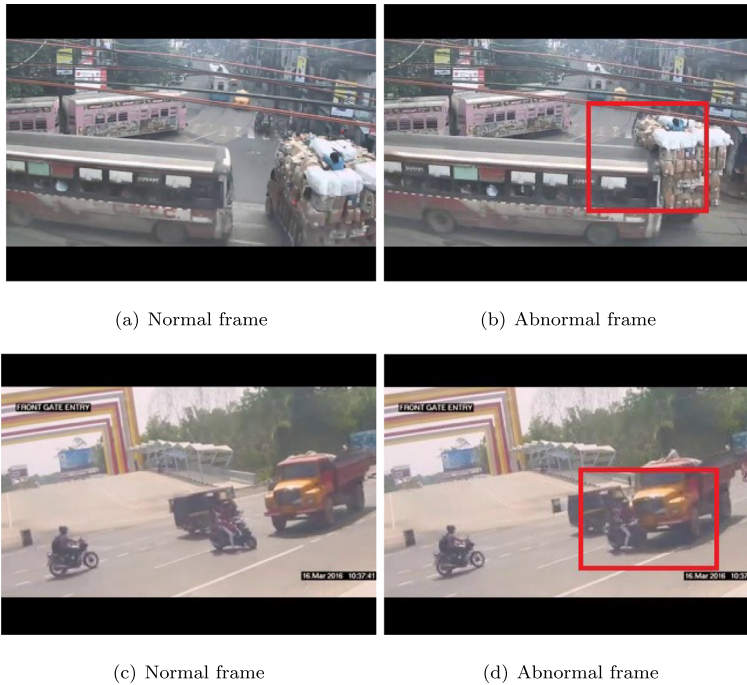 (a) Normal frame
(b) Abnormal frame
FRONT GATE ENTRY
FRONT GATE ENTRY
16.Mar 2016 10:37:41
16.Mar 2016 10:37
(c) Normal frame
(d) Abnormal frame